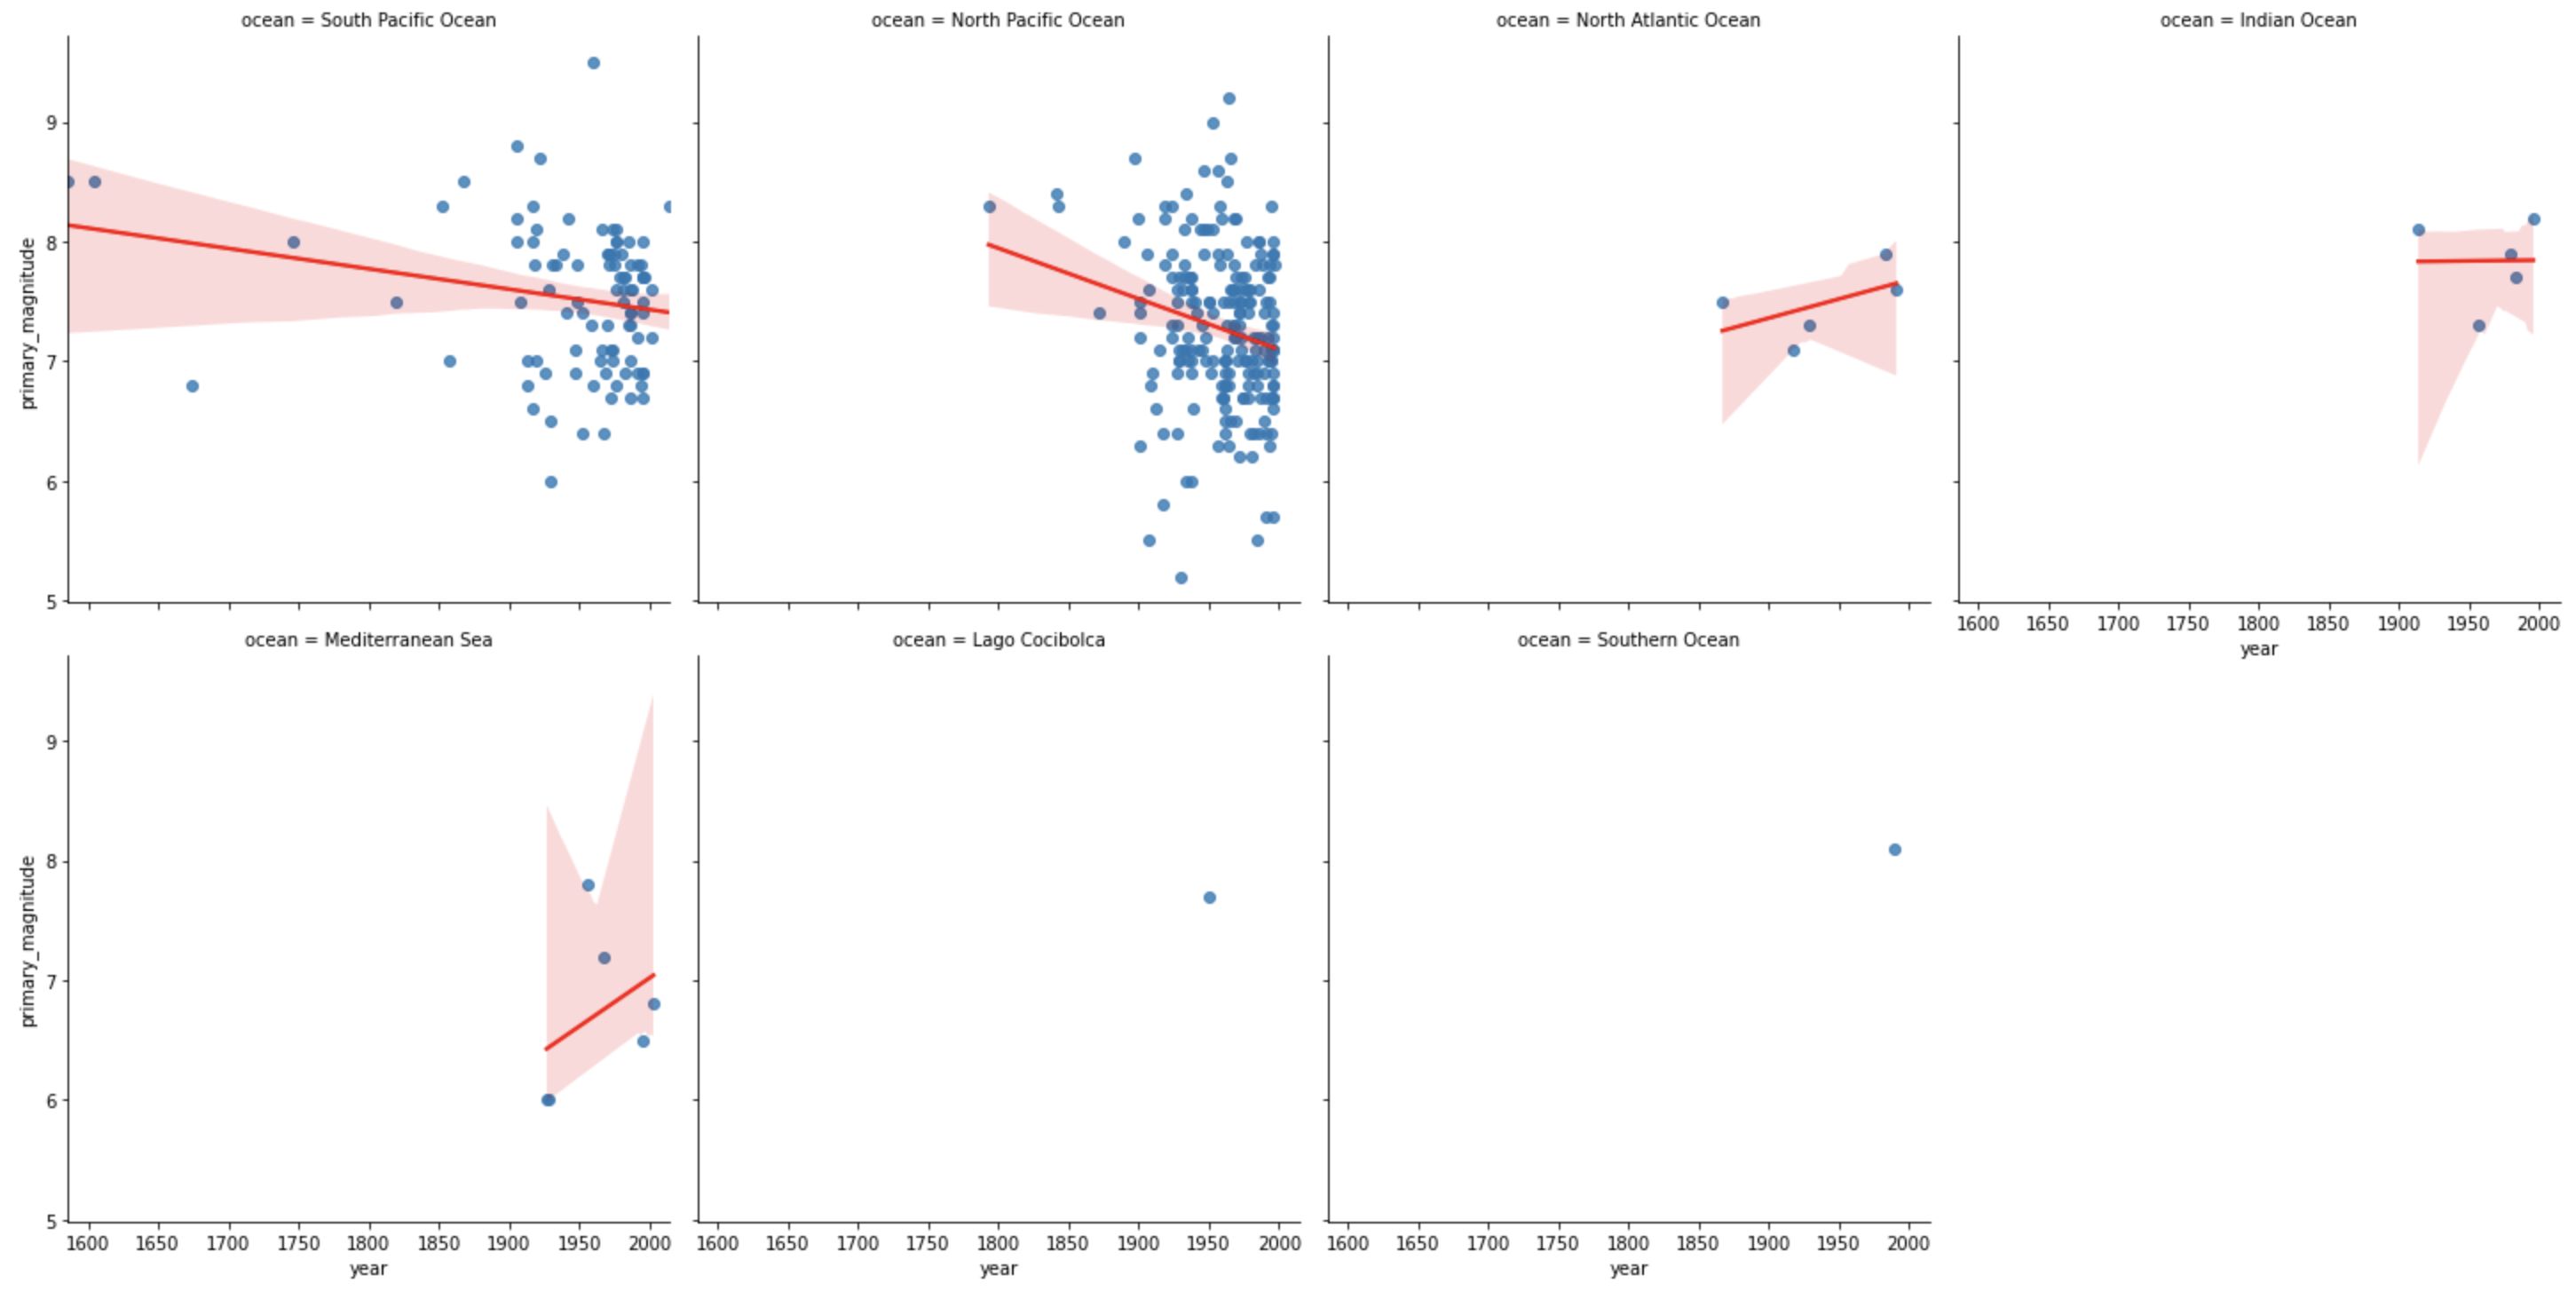 ocean = South Pacific Ocean
ocean = North Pacific Ocean
ocean = North Atlantic Ocean
ocean = Indian Ocean
primary_magnitude
9
8
7
6
5
1600 1650 1700 1750 1800 1850 1900 1950 2000
year
ocean = Mediterranean Sea
ocean = Lago Cocibolca
ocean = Southern Ocean
primary_magnitude
9
8
7
6
5
1600 1650 1700 1750 1800 1850 1900 1950 2000
year
1600 1650 1700 1750 1800 1850 1900 1950 2000
year
1600 1650 1700 1750 1800 1850 1900 1950 2000
year